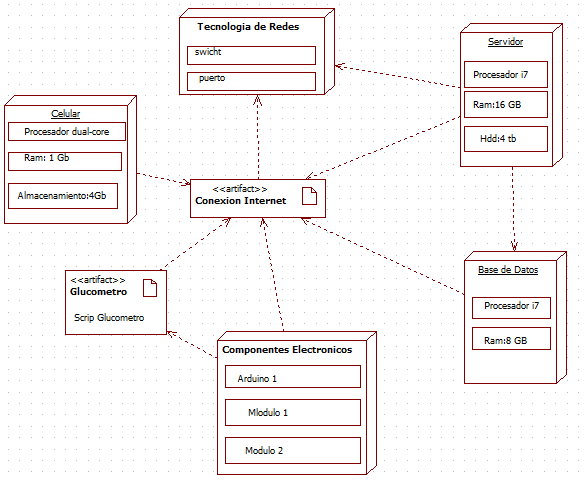 Tecnologia de Redes
swicht
puerto
Servidor
Procesador i7
Ram:16 GB
Hdd:4 tb
Celular
Procesador dual-core
Ram: 1 Gb
Almacenamiento:4Gb
<<artifact>>
Conexion Internet
<<artifact>>
Glucometro
Scrip Glucometro
Base de Datos
Procesador i7
Ram:8 GB
Componentes Electronicos
Arduino 1
Mlodulo 1
Modulo 2